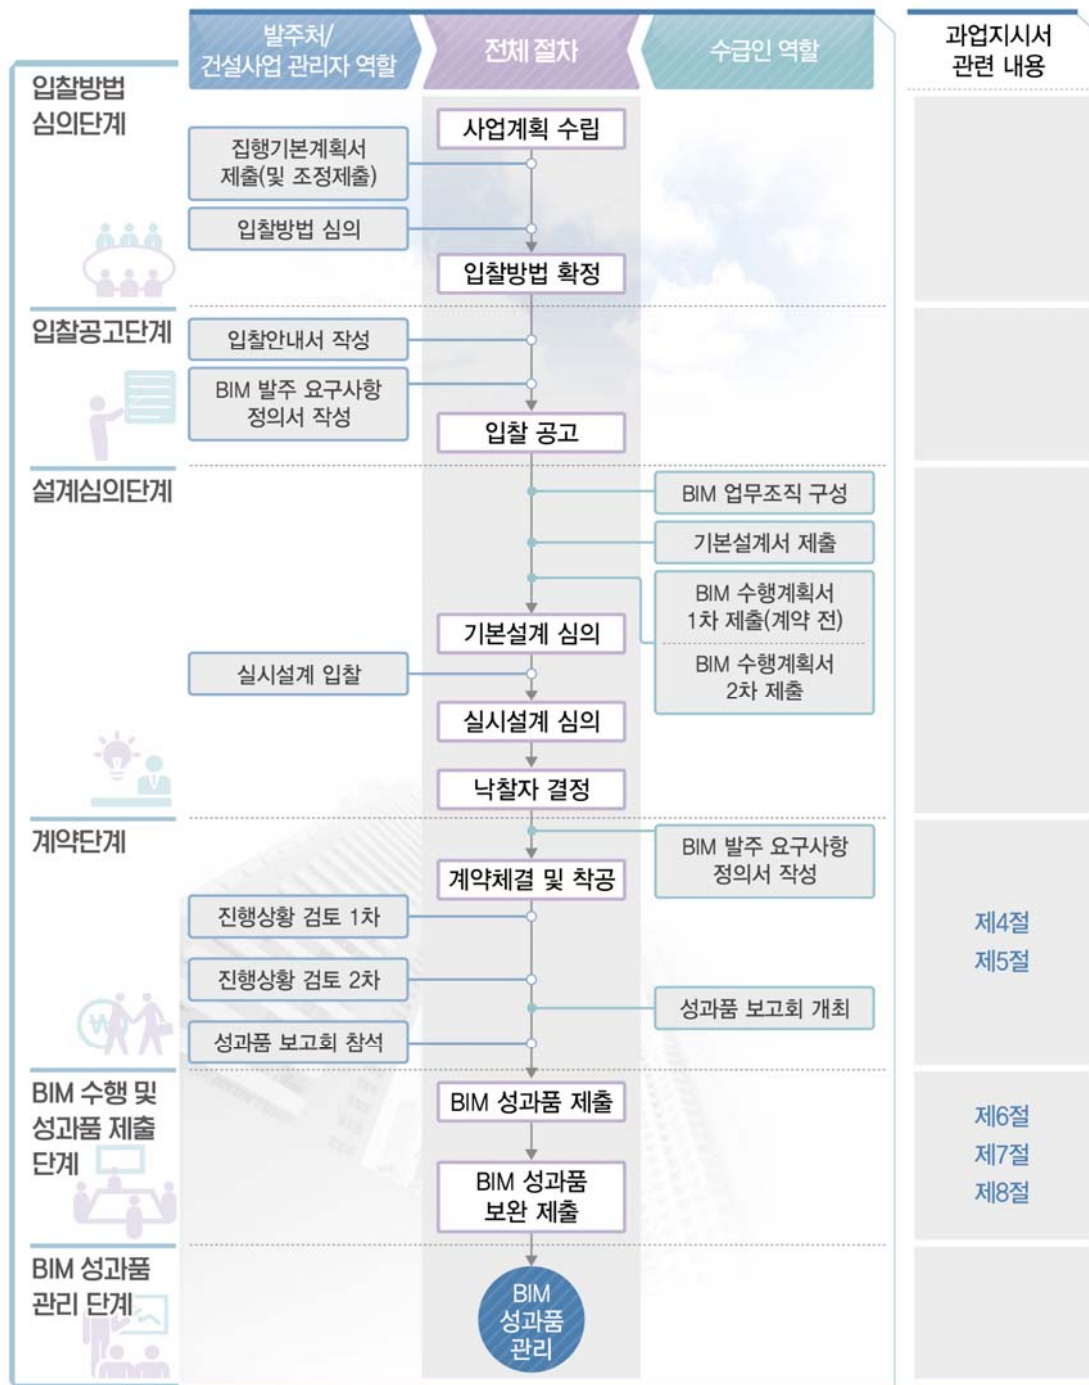 발주처/
건설사업 관리자 역할
전체 절차
수급인 역할
과업지시서
관련 내용
입찰방법
심의단계
사업계획 수립
집행기본계획서
제출(및 조정제출)
입찰방법 심의
입찰방법 확정
입찰공고단계
입찰안내서 작성
BIM 발주 요구사항
정의서 작성
입찰 공고
설계심의단계
BIM 업무조직 구성
기본설계서 제출
BIM 수행계획서
1차 제출(계약 전)
BIM 수행계획서
2차 제출
기본설계 심의
실시설계 입찰
실시설계 심의
낙찰자 결정
계약단계
BIM 발주 요구사항
정의서 작성
계약체결 및 착공
진행상황 검토 1차
진행상황 검토 2차
성과품 보고회 개최
성과품 보고회 참석
제4절
제5절
BIM 수행 및
성과품 제출
단계
BIM 성과품 제출
BIM 성과품
보완 제출
제6절
제7절
제8절
BIM 성과품
관리 단계
BIM
성과품
관리
₩